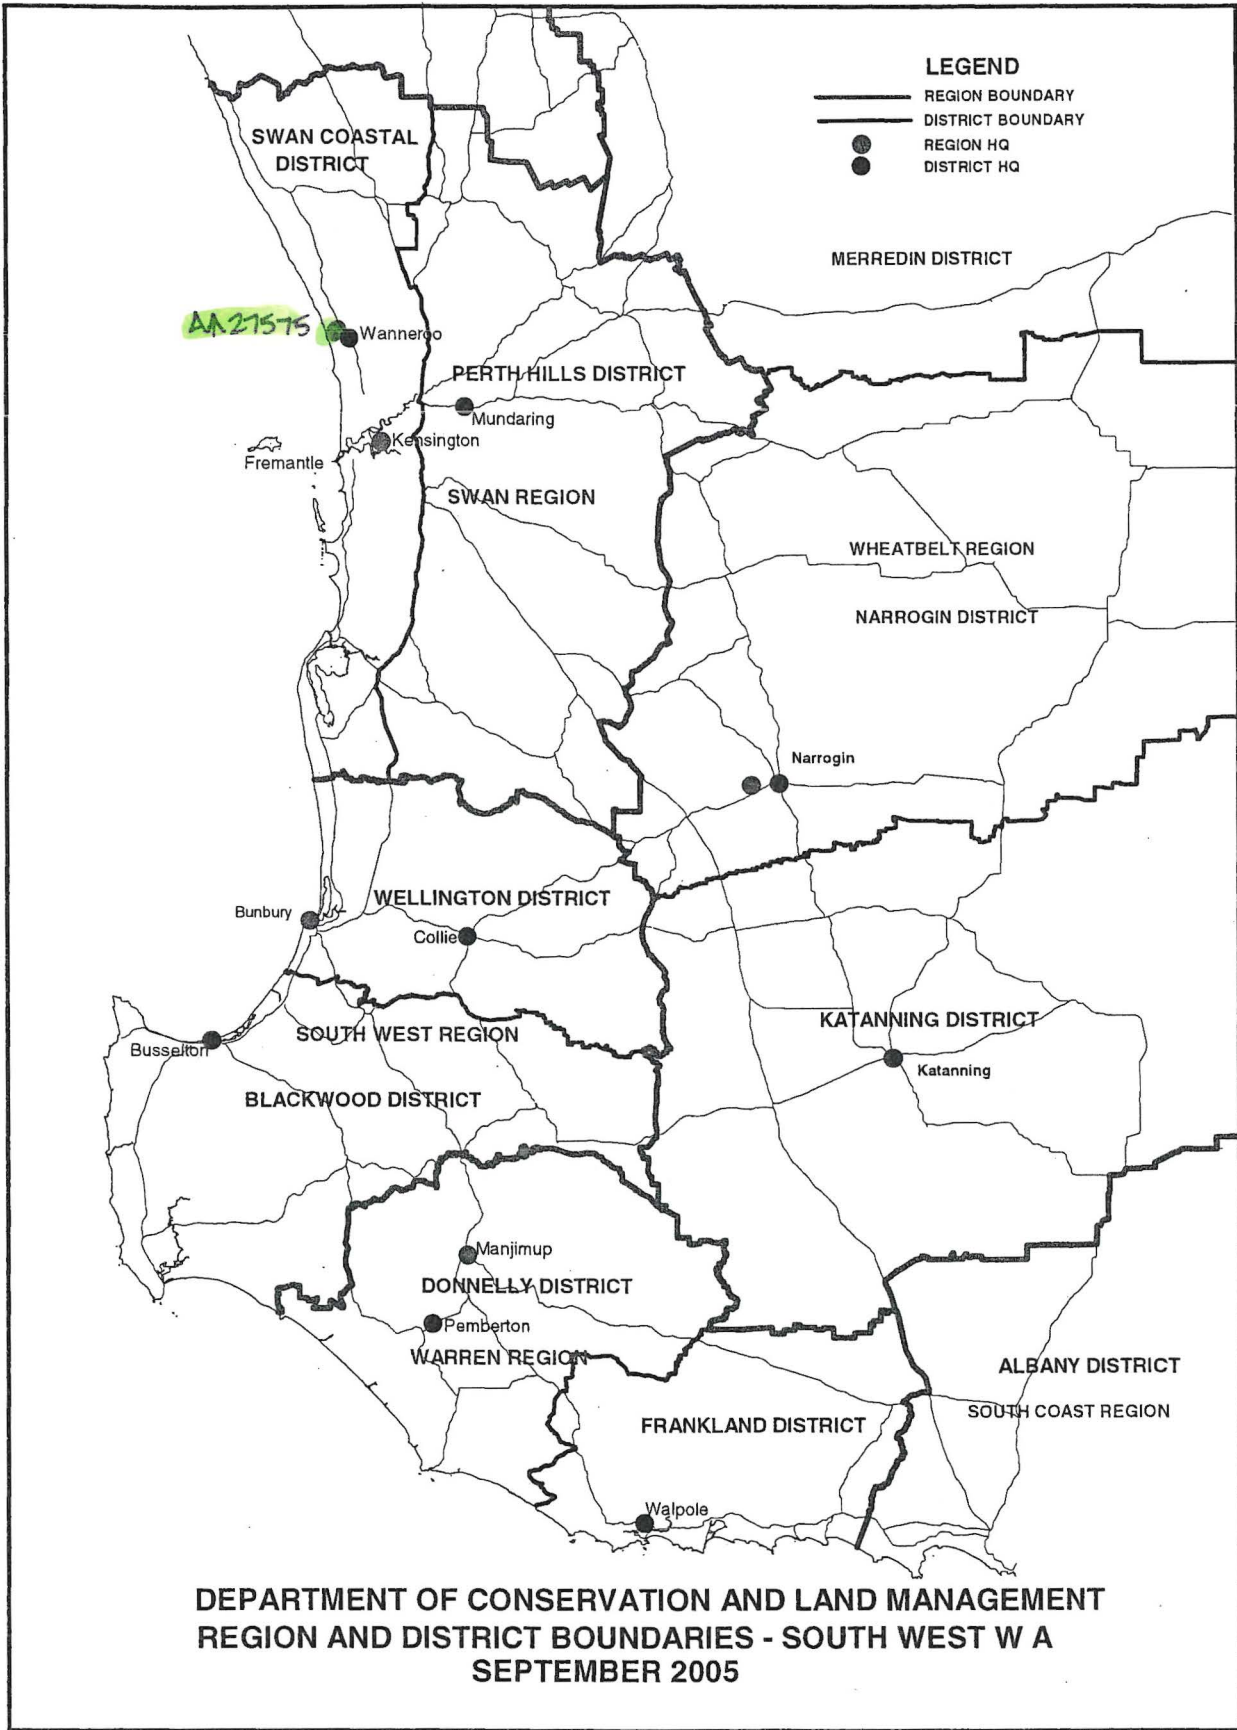 LEGEND
REGION BOUNDARY
DISTRICT BOUNDARY
REGION HQ
DISTRICT HQ
SWAN COASTAL
DISTRICT
MERREDIN DISTRICT
AA27575
Wanneroo
PERTH HILLS DISTRICT
Mundaring
Kensington
Fremantle
SWAN REGION
WHEATBELT REGION
NARROGIN DISTRICT
Narrogin
WELLINGTON DISTRICT
Bunbury
Collie
KATANNING DISTRICT
SOUTH WEST REGION
Busselton
Katanning
BLACKWOOD DISTRICT
Manjimup
DONNELLY DISTRICT
Pemberton
WARREN REGION
ALBANY DISTRICT
SOUTH COAST REGION
FRANKLAND DISTRICT
Walpole
DEPARTMENT OF CONSERVATION AND LAND MANAGEMENT
REGION AND DISTRICT BOUNDARIES - SOUTH WEST W A
SEPTEMBER 2005